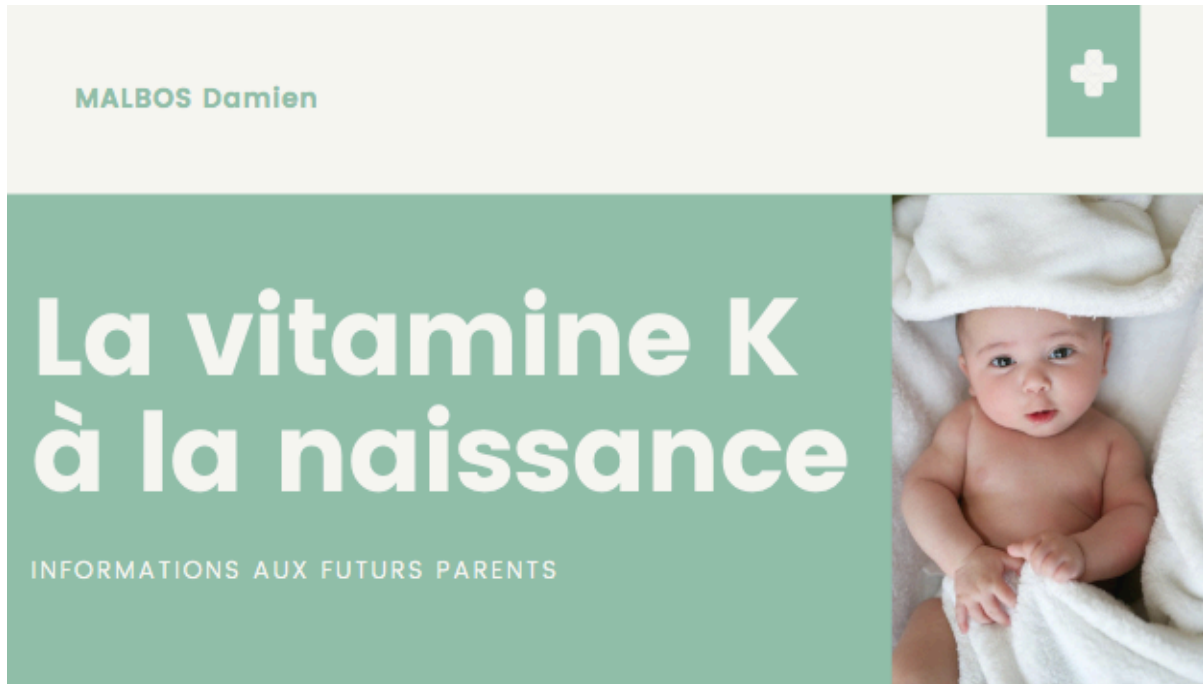 MALBOS Damien
La vitamine K
à la naissance
INFORMATIONS AUX FUTURS PARENTS